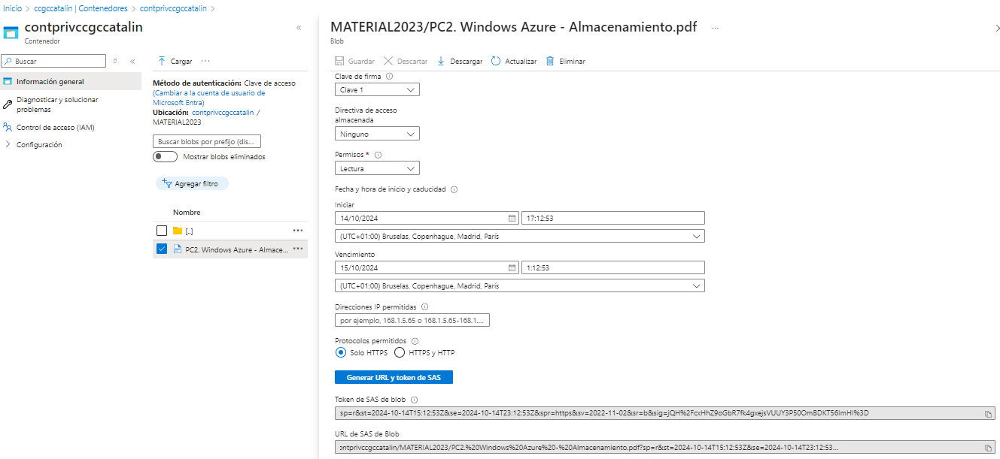 Inicio > ccgccatalin | Contenedores > contprivccgccatalin >
contprivccgccatalin
Contenedor
Buscar
Información general
Diagnosticar y solucionar
problemas
Control de acceso (IAM)
Configuración
Cargar
Método de autenticación: Clave de acceso
(Cambiar a la cuenta de usuario de
Microsoft Entra)
Ubicación: contprivccgccatalin /
MATERIAL2023
Buscar blobs por prefijo (dis...
Mostrar blobs eliminados
Agregar filtro
Nombre
[..]
PC2. Windows Azure - Almace...
MATERIAL2023/PC2. Windows Azure - Almacenamiento.pdf ...
Blob
Guardar Descartar Descargar Actualizar Eliminar
Clave de firma
Clave 1
Directiva de acceso
almacenada
Ninguno
Permisos *
Lectura
Fecha y hora de inicio y caducidad
Iniciar
14/10/2024 17:12:53
(UTC+01:00) Bruselas, Copenhague, Madrid, París
Vencimiento
15/10/2024 1:12:53
(UTC+01:00) Bruselas, Copenhague, Madrid, París
Direcciones IP permitidas
por ejemplo, 168.1.5.65 o 168.1.5.65-168.1....
Protocolos permitidos
Solo HTTPS HTTPS y HTTP
Generar URL y token de SAS
Token de SAS de blob
sp=r&st=2024-10-14T15:12:53Z&se=2024-10-14T23:12:53Z&spr=https&sv=2022-11-02&sr=b&sig=jQH%2FcxHhZ9oGbR7fk4gxejsVUUY3P50OmBDKT56ImHI%3D
URL de SAS de Blob
ontprivccgccatalin/MATERIAL2023/PC2.%20Windows%20Azure%20-%20Almacenamiento.pdf?sp=r&st=2024-10-14T15:12:53Z&se=2024-10-14T23:12:53...